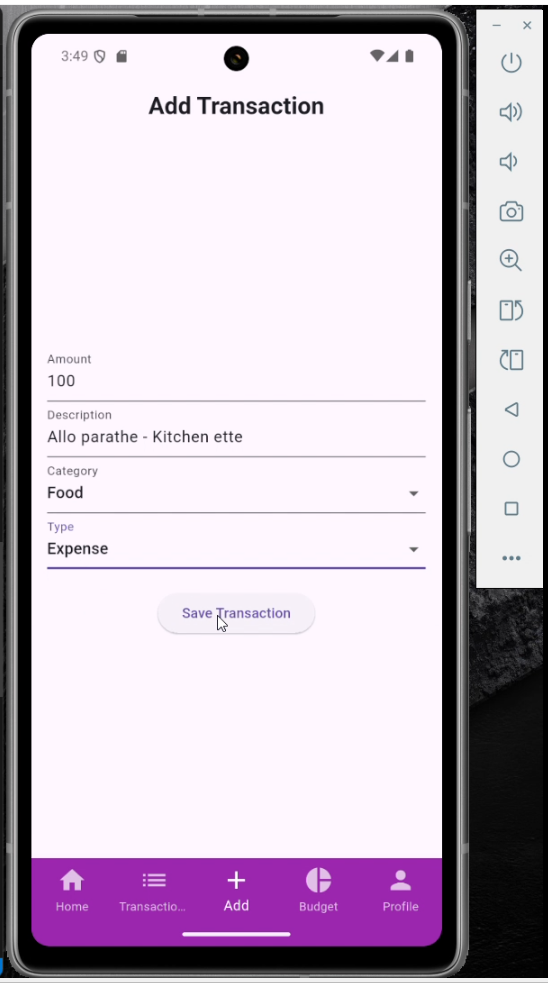 3:49
Add Transaction
Amount
100
Description
Allo parathe - Kitchen ette
Category
Food
Type
Expense
Save Transaction
Home Transactio... Add Budget Profile